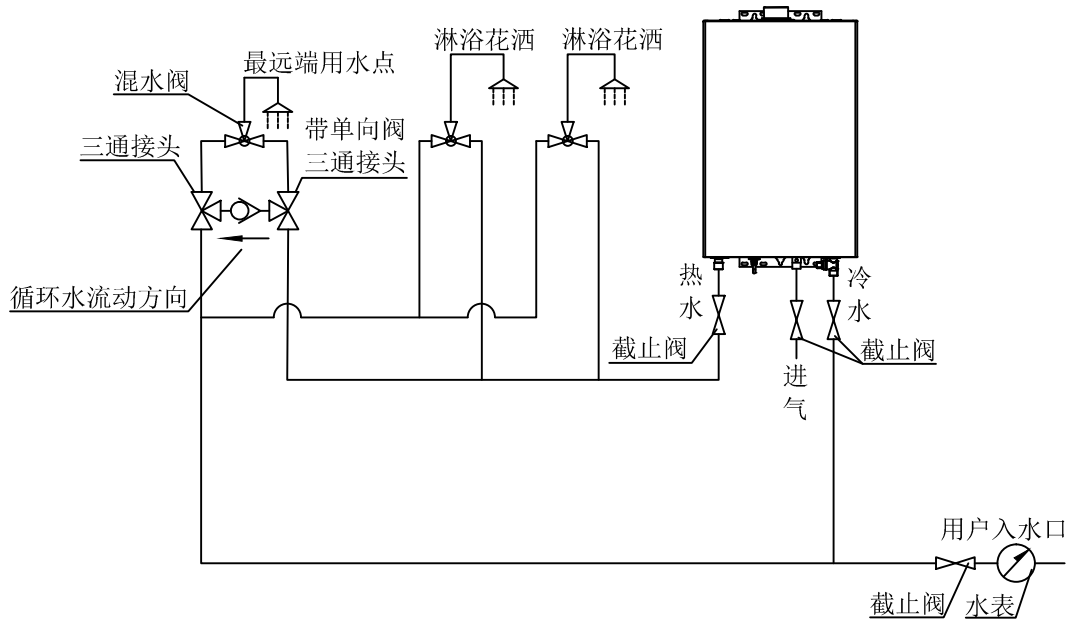 淋浴花洒
淋浴花洒
最远端用水点
混水阀
带单向阀
三通接头
三通接头
循环水流动方向
热水
冷水
截止阀
截止阀
进气
用户入水口
截止阀
水表